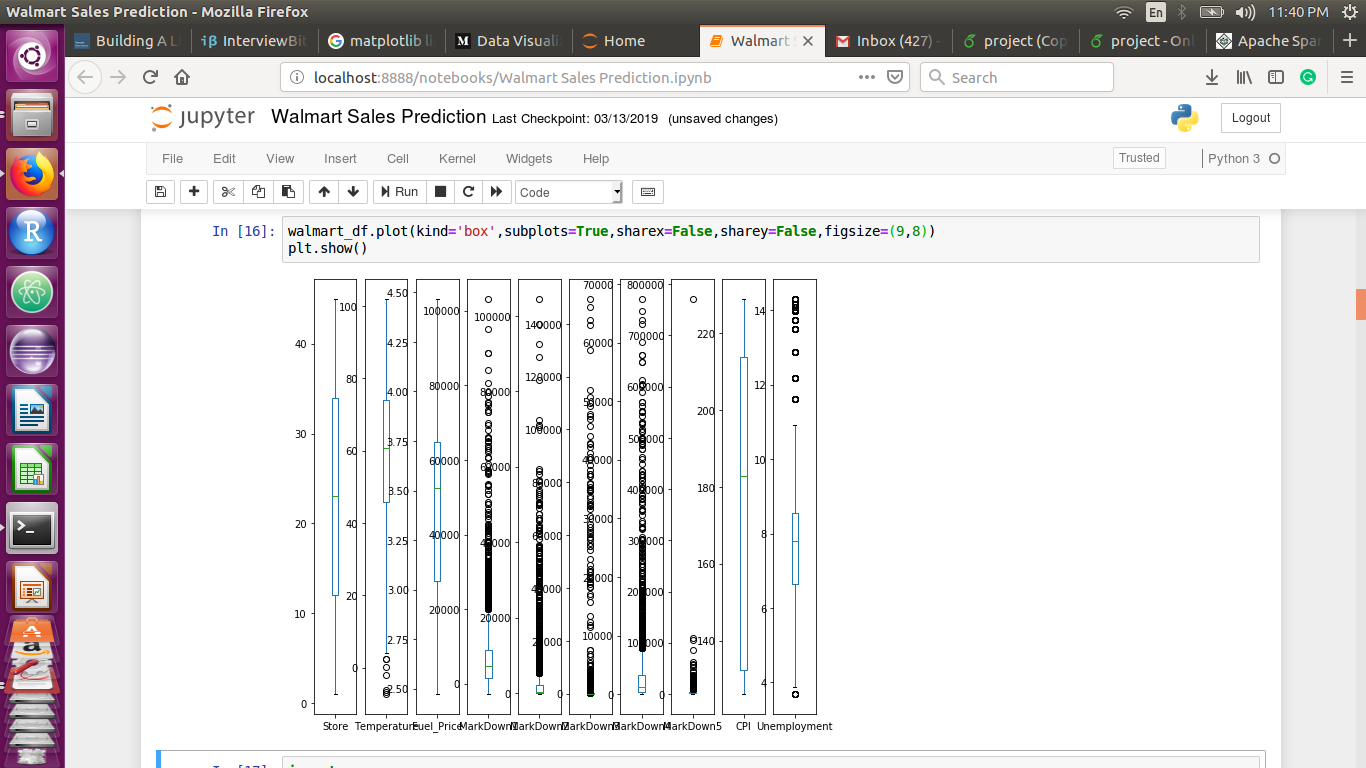 Walmart Sales Prediction - Mozilla Firefox
En
11:40 PM
Building A L
InterviewBit
matplotlib li
Data Visuali
Home
Walmart S
Inbox (427) -
project (Cop
project - Onl
Apache Spar
localhost:8888/notebooks/Walmart Sales Prediction.ipynb
Search
jupyter Walmart Sales Prediction Last Checkpoint: 03/13/2019 (unsaved changes)
Logout
File Edit View Insert Cell Kernel Widgets Help
Trusted
Python 3
Run
Code
In [16]: walmart_df.plot(kind='box',subplots=True,sharex=False,sharey=False,figsize=(9,8))
plt.show()
40
30
20
10
0
100
80
60
40
20
0
4.50
4.25
4.00
3.75
3.50
3.25
3.00
2.75
2.50
100000
80000
60000
40000
20000
0
100000
80000
60000
40000
20000
0
140000
120000
100000
80000
60000
40000
20000
0
70000
60000
50000
40000
30000
20000
10000
0
800000
700000
600000
500000
400000
300000
200000
100000
0
220
200
180
160
140
14
12
10
8
6
4
Store Temperature Fuel_Price MarkDown1 MarkDown2 MarkDown3 MarkDown4 MarkDown5 CPI Unemployment
In [17]: